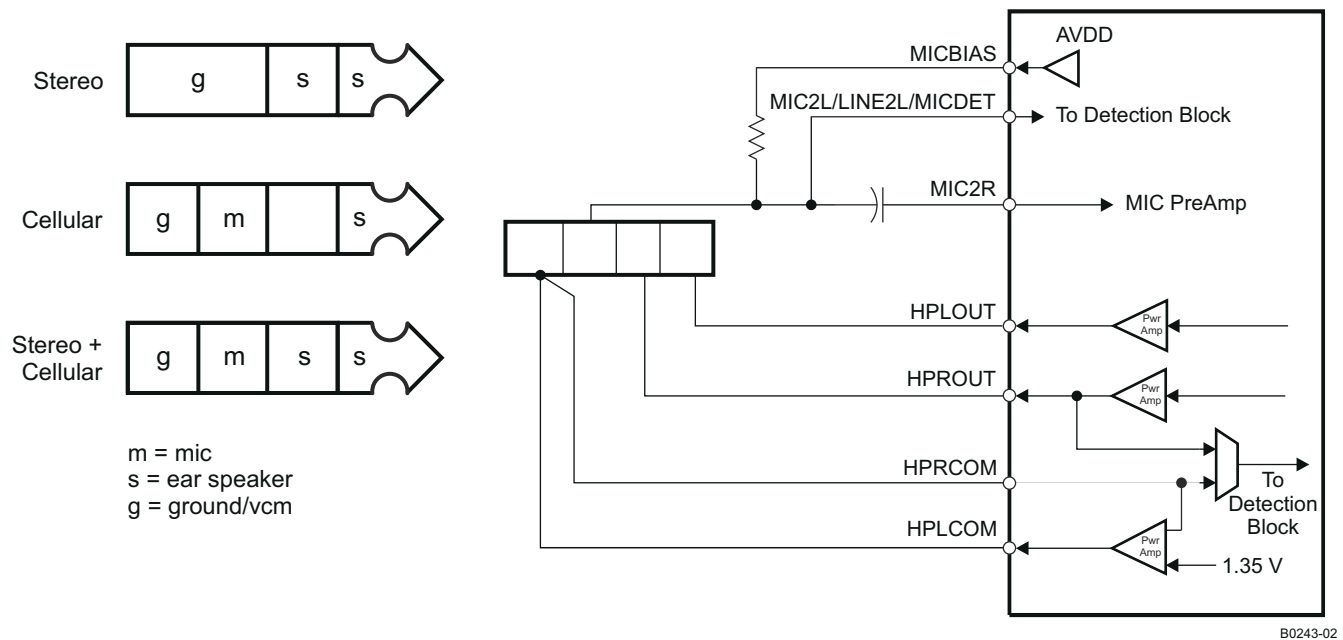 Stereo
g s s
Cellular
g m s
Stereo +
Cellular
g m s s
m = mic
s = ear speaker
g = ground/vcm
AVDD
MICBIAS
MIC2L/LINE2L/MICDET
To Detection Block
MIC2R
MIC PreAmp
HPLOUT
Pwr
Amp
HPROUT
Pwr
Amp
HPRCOM
To
Detection
Block
HPLCOM
Pwr
Amp
1.35 V
B0243-02